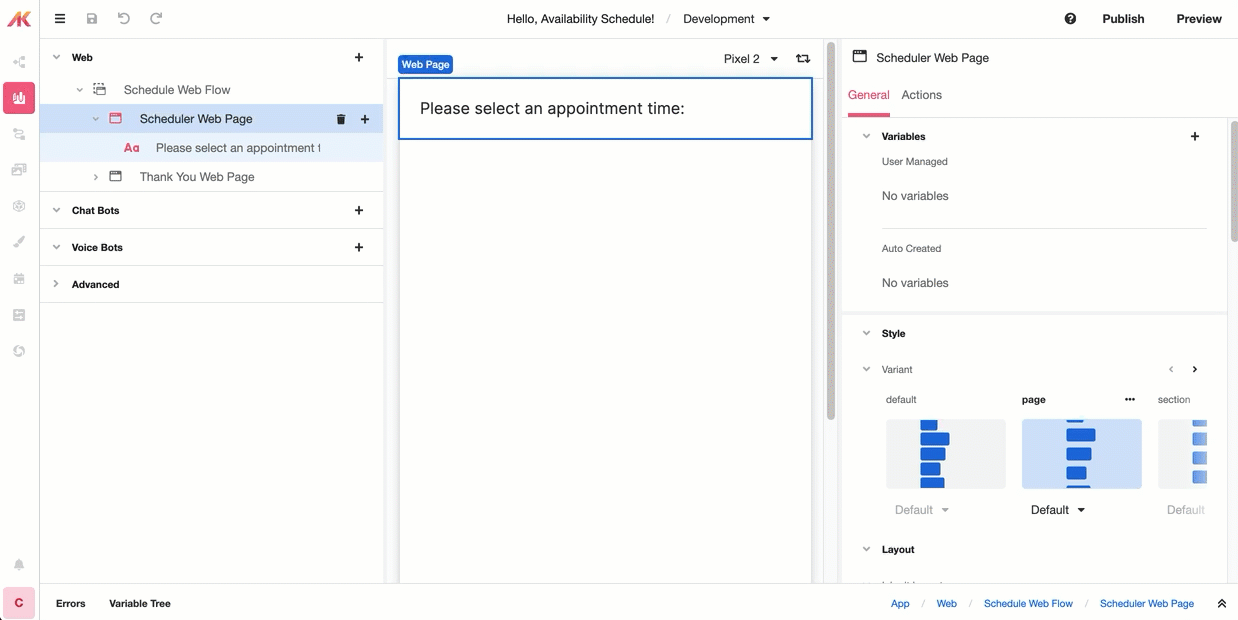 Hello, Availability Schedule! / Development
Publish
Preview
Web
Schedule Web Flow
Scheduler Web Page
Aa Please select an appointment t
Thank You Web Page
Chat Bots
Voice Bots
Advanced
Web Page
Pixel 2
Please select an appointment time:
Scheduler Web Page
General Actions
Variables
User Managed
No variables
Auto Created
No variables
Style
Variant
default page section
Default Default Default
Layout
C
Errors Variable Tree
App / Web / Schedule Web Flow / Scheduler Web Page